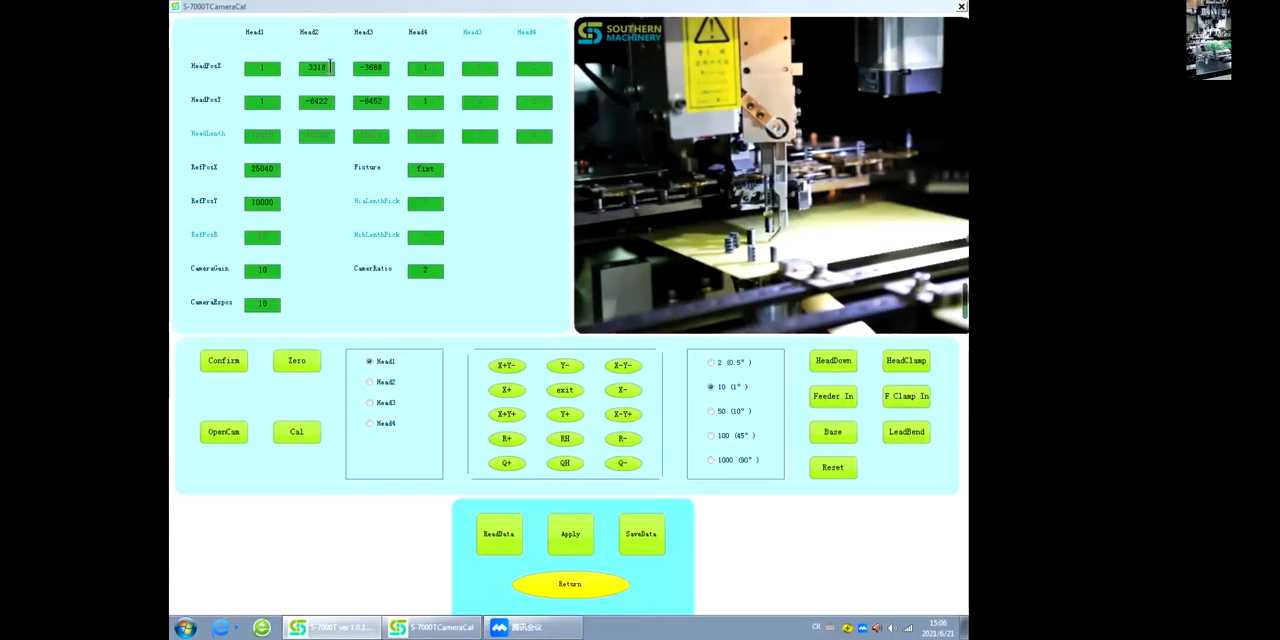 S-7000TCameraCal
Head1 Head2 Head3 Head4 Head3 Head4
HeadPosX 1 3318 -3688 1
HeadPosY 1 -6422 -6452 1
HeadLenth
RefPosX 25040 Fixture fixt
RefPosY 10000 HiaLenthPick
RefPosR HibLenthPick
CameraGain 10 CamerRatio 2
CameraExpos 10
SOUTHERN
MACHINERY
Confirm Zero
OpenCam Cal
Head1
Head2
Head3
Head4
X+Y- Y- X-Y-
X+ exit X-
X+Y+ Y+ X-Y+
R+ RH R-
Q+ QH Q-
2 (0.5°)
10 (1°)
50 (10°)
100 (45°)
1000 (90°)
HeadDown HeadClamp
Feeder In F Clamp In
Base LeadBend
Reset
ReadData Apply SaveData
Return
S-7000T ver 1.0.1... S-7000TCameraCal 腾讯会议
CH
15:06
2021/6/21